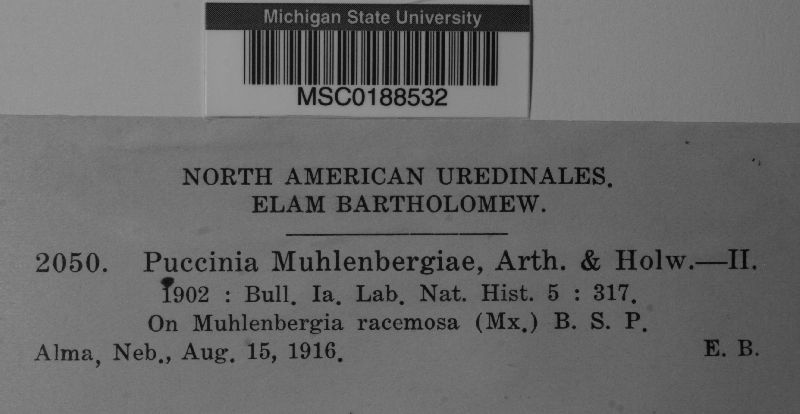 Michigan State University
MSC0188532
NORTH AMERICAN UREDINALES.
ELAM BARTHOLOMEW.
2050. Puccinia Muhlenbergiae, Arth. & Holw.—II.
1902 : Bull. Ia. Lab. Nat. Hist. 5 : 317.
On Muhlenbergia racemosa (Mx.) B. S. P.
Alma, Neb., Aug. 15, 1916. E. B.